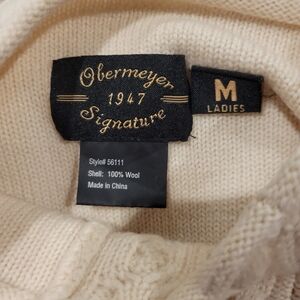 Obermeyer
1947
Signature
M
LADIES
Style# 56111
Shell: 100% Wool
Made in China